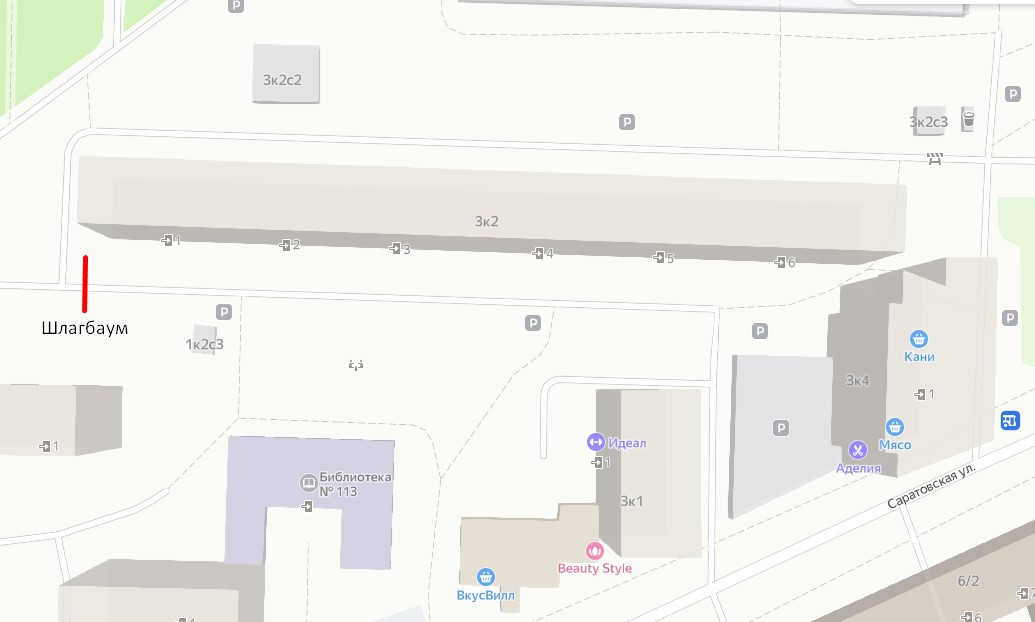 P
3к2с2
P
P
3к2с3
3к2
1
2
3
4
5
6
Шлагбаум
P
1к2с3
P
P
P
Кани
3к4
1
P
Мясо
Аделия
Саратовская ул.
1
Идеал
1
Библиотека
№ 113
3к1
Beauty Style
ВкусВилл
6/2
6
1